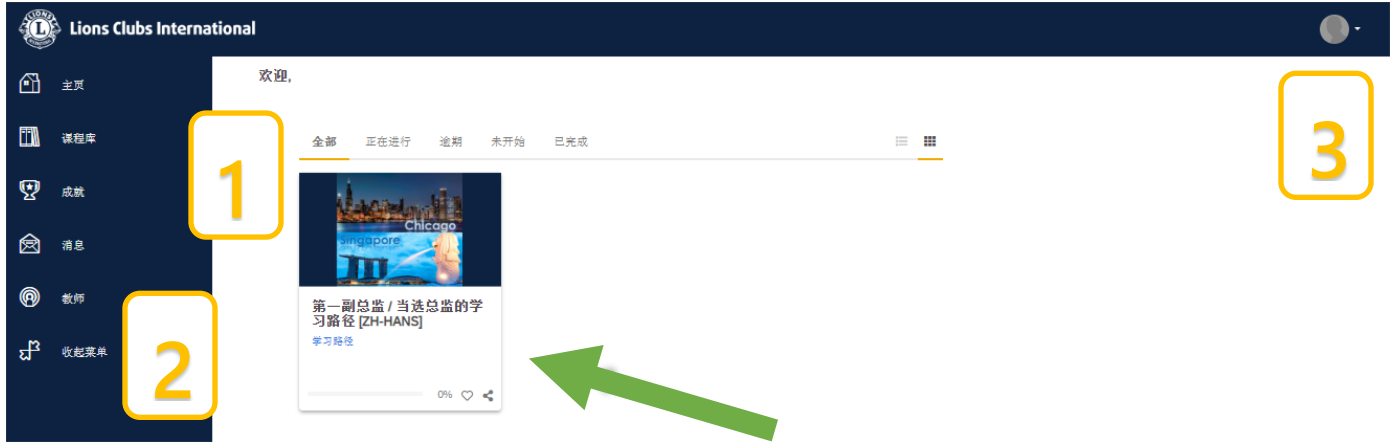 Lions Clubs International
主页
课程库
成就
消息
教师
收起菜单
欢迎,
全部 正在进行 逾期 未开始 已完成
1
2
3
Chicago
Singapore
第一副总监 / 当选总监的学
习路径 [ZH-HANS]
学习路径
0%